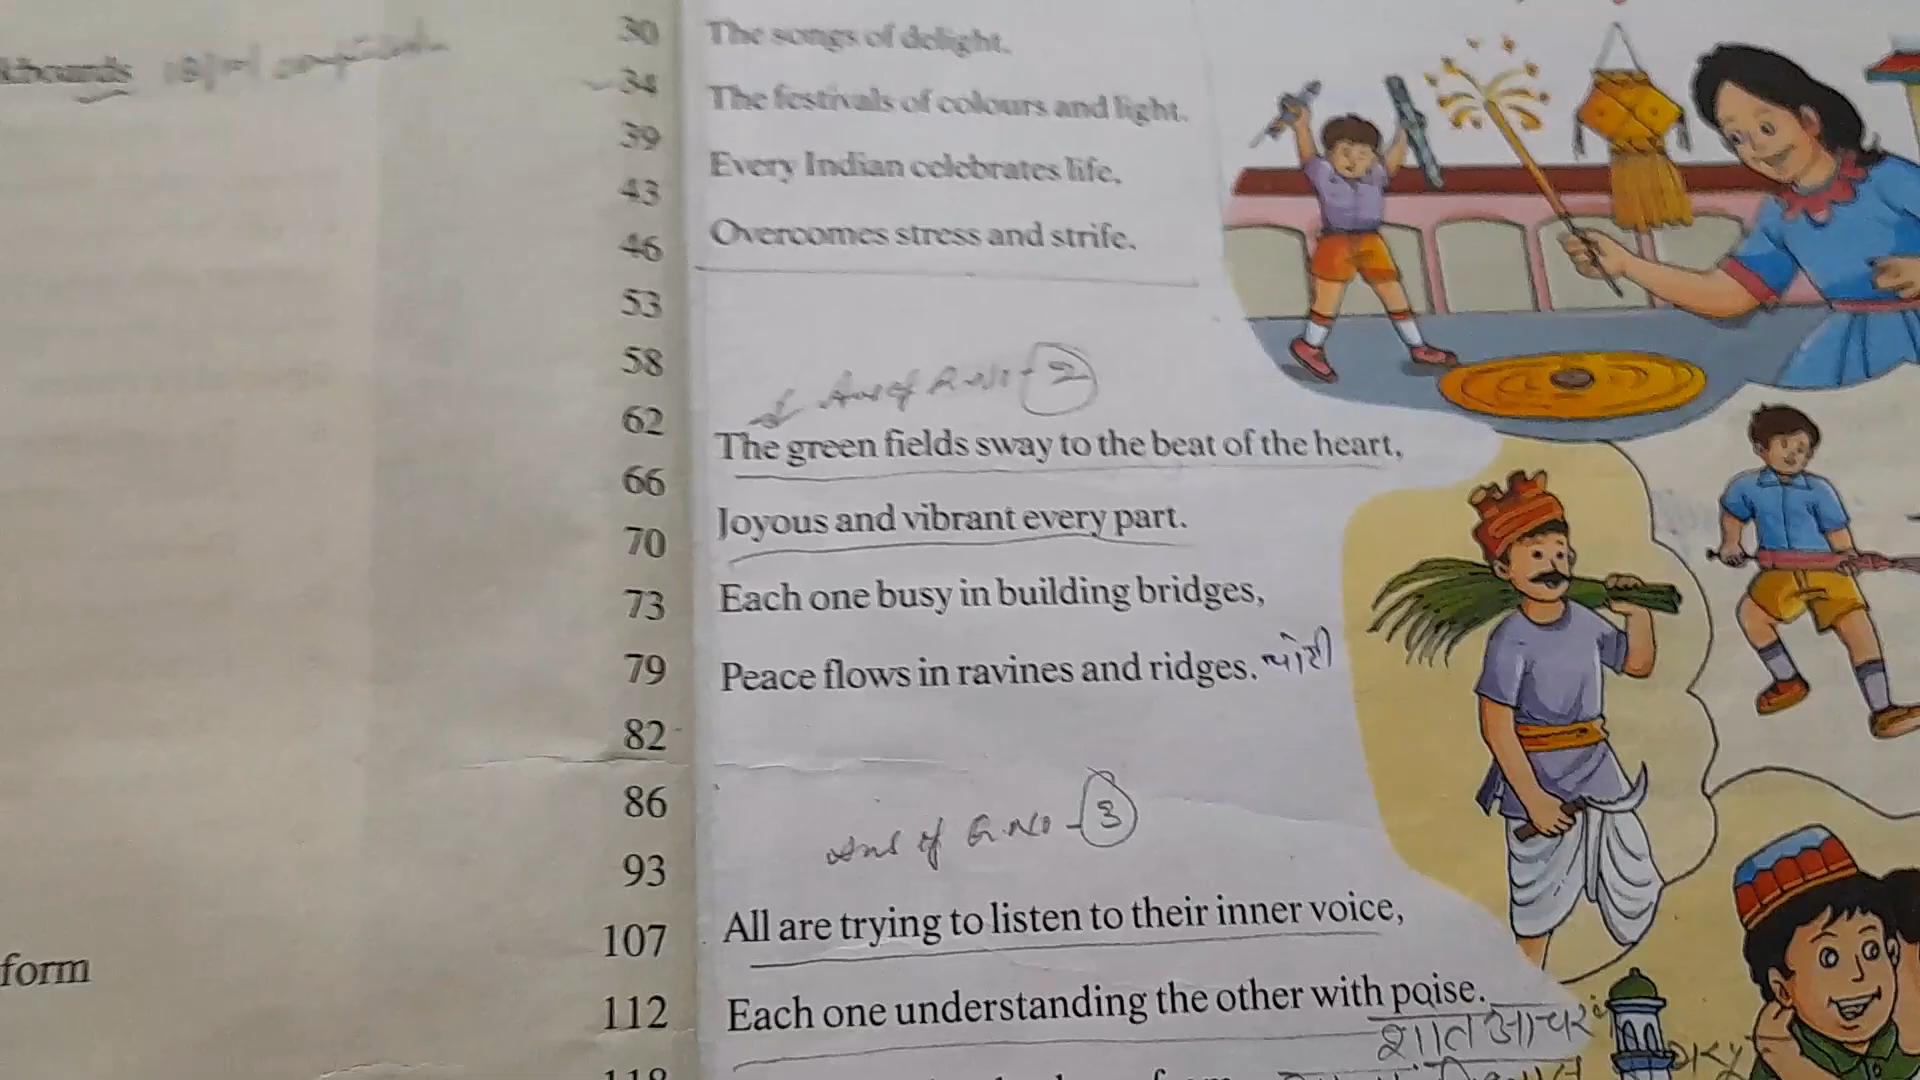 30
34
39
43
46
53
58
62
66
70
73
79
82
86
93
107
form
112
The songs of delight.
The festivals of colours and light.
Every Indian celebrates life,
Overcomes stress and strife.
Ans of Q.No - 2
The green fields sway to the beat of the heart,
Joyous and vibrant every part.
Each one busy in building bridges,
Peace flows in ravines and ridges.
Ans of Q.No - 3
All are trying to listen to their inner voice,
Each one understanding the other with poise.